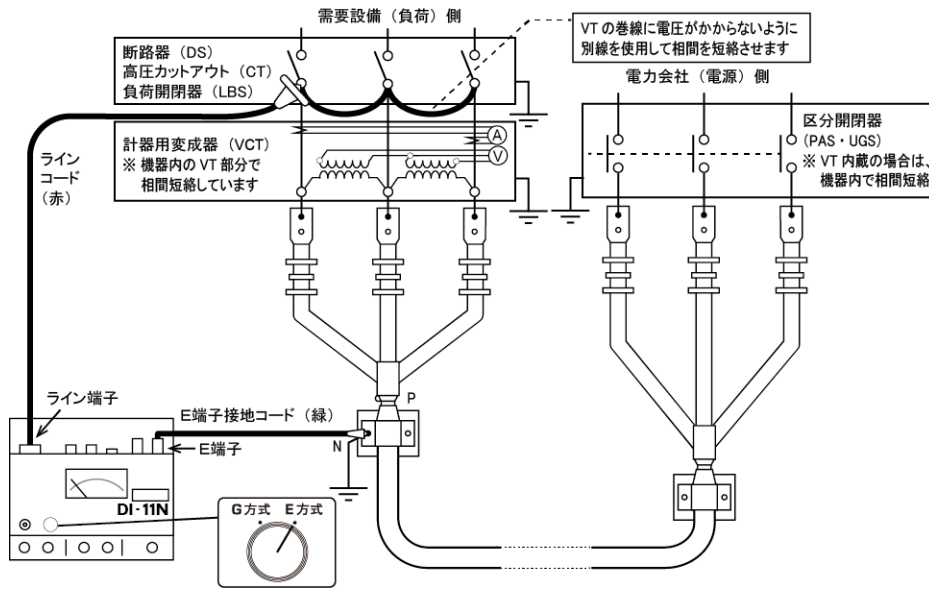 需要設備（負荷）側
VTの巻線に電圧がかからないように
別線を使用して相間を短絡させます
断路器（DS）
高圧カットアウト（CT）
負荷開閉器（LBS）
電力会社（電源）側
計器用変成器（VCT）
※ 機器内の VT 部分で
相間短絡しています
A
V
区分開閉器
（PAS・UGS）
※ VT 内蔵の場合は、
機器内で相間短絡
ライン
コード
（赤）
ライン端子
E端子接地コード（緑）
P
N
E端子
DI-11N
G方式 E方式